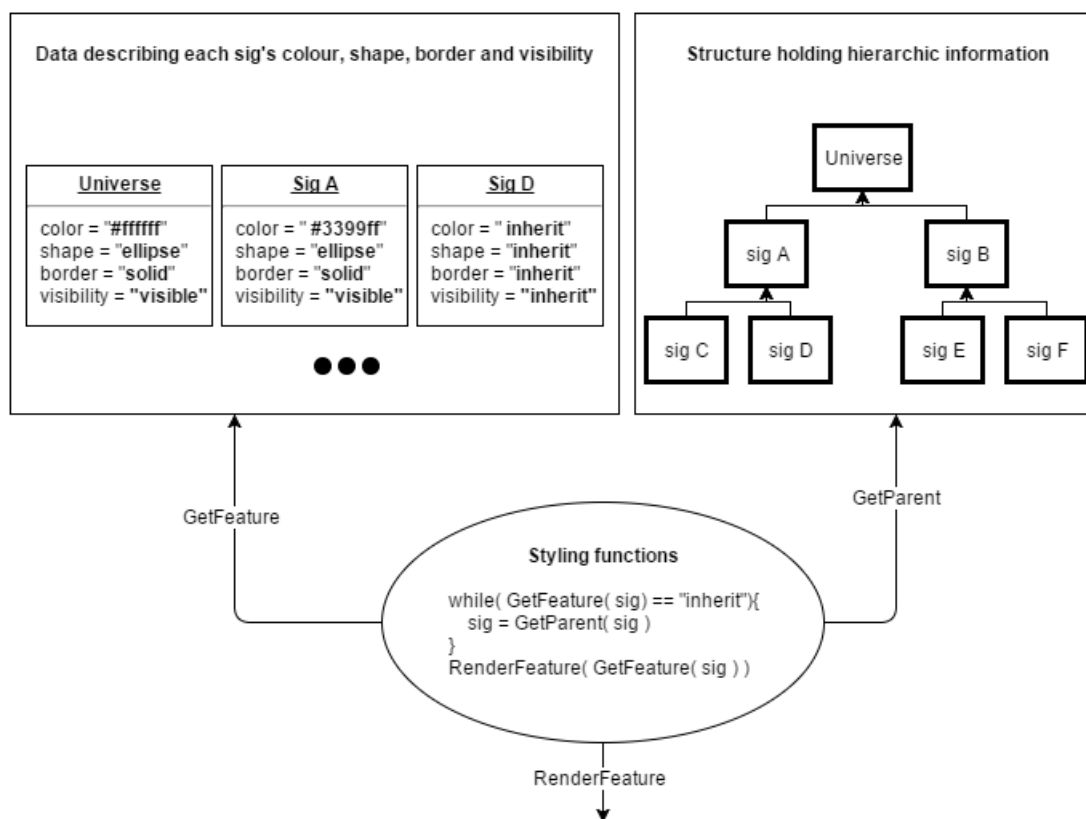 Data describing each sig's colour, shape, border and visibility
Universe
color = "#ffffff"
shape = "ellipse"
border = "solid"
visibility = "visible"
Sig A
color = " #3399ff"
shape = "ellipse"
border = "solid"
visibility = "visible"
Sig D
color = " inherit"
shape = "inherit"
border = "inherit"
visibility = "inherit"
Structure holding hierarchic information
Universe
sig A
sig B
sig C
sig D
sig E
sig F
GetFeature
GetParent
Styling functions
while( GetFeature( sig) == "inherit"){
sig = GetParent( sig )
}
RenderFeature( GetFeature( sig ) )
RenderFeature